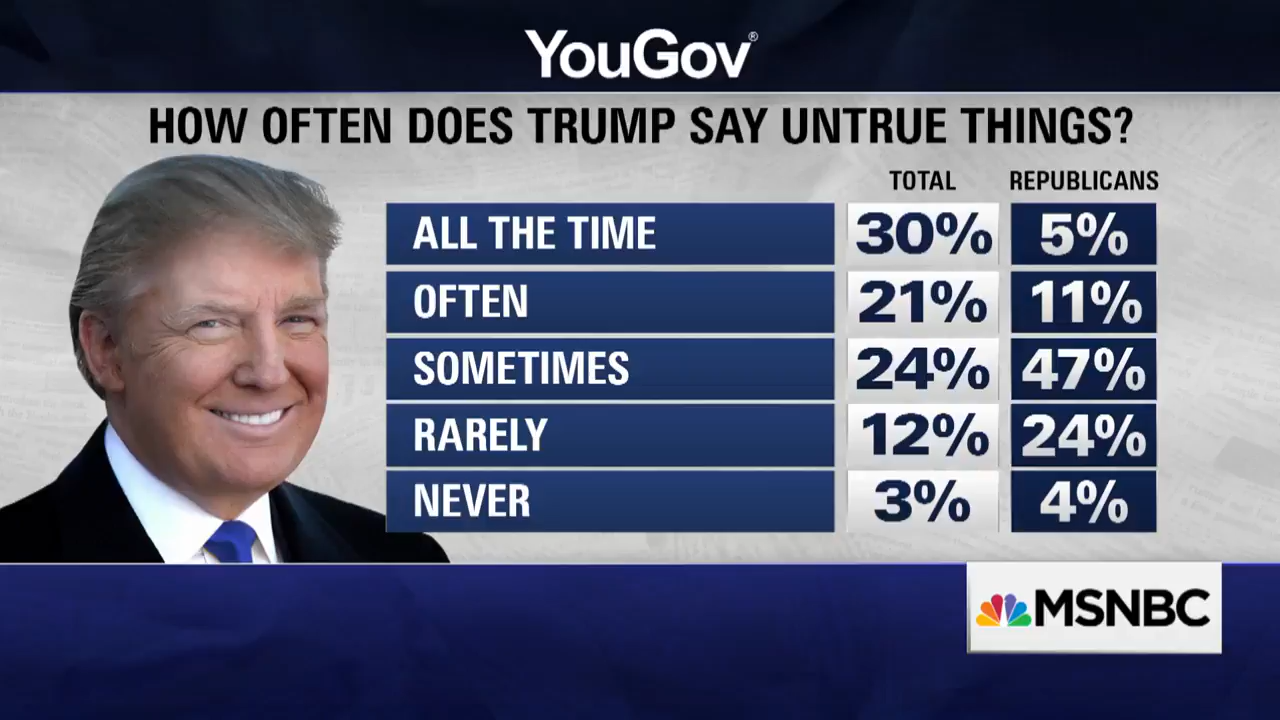 YouGov®
HOW OFTEN DOES TRUMP SAY UNTRUE THINGS?
TOTAL REPUBLICANS
ALL THE TIME 30% 5%
OFTEN 21% 11%
SOMETIMES 24% 47%
RARELY 12% 24%
NEVER 3% 4%
MSNBC